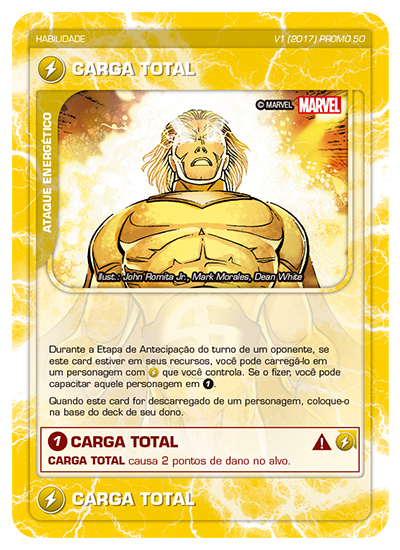 HABILIDADE
V1 (2017) PROMO 50
CARGA TOTAL
ATAQUE ENERGÉTICO
© MARVEL MARVEL
Illust.: John Romita Jr., Mark Morales, Dean White
Durante a Etapa de Antecipação do turno de um oponente, se
este card estiver em seus recursos, você pode carregá-lo em
um personagem com que você controla. Se o fizer, você pode
capacitar aquele personagem em 1.
Quando este card for descarregado de um personagem, coloque-o
na base do deck de seu dono.
1 CARGA TOTAL
CARGA TOTAL causa 2 pontos de dano no alvo.
CARGA TOTAL